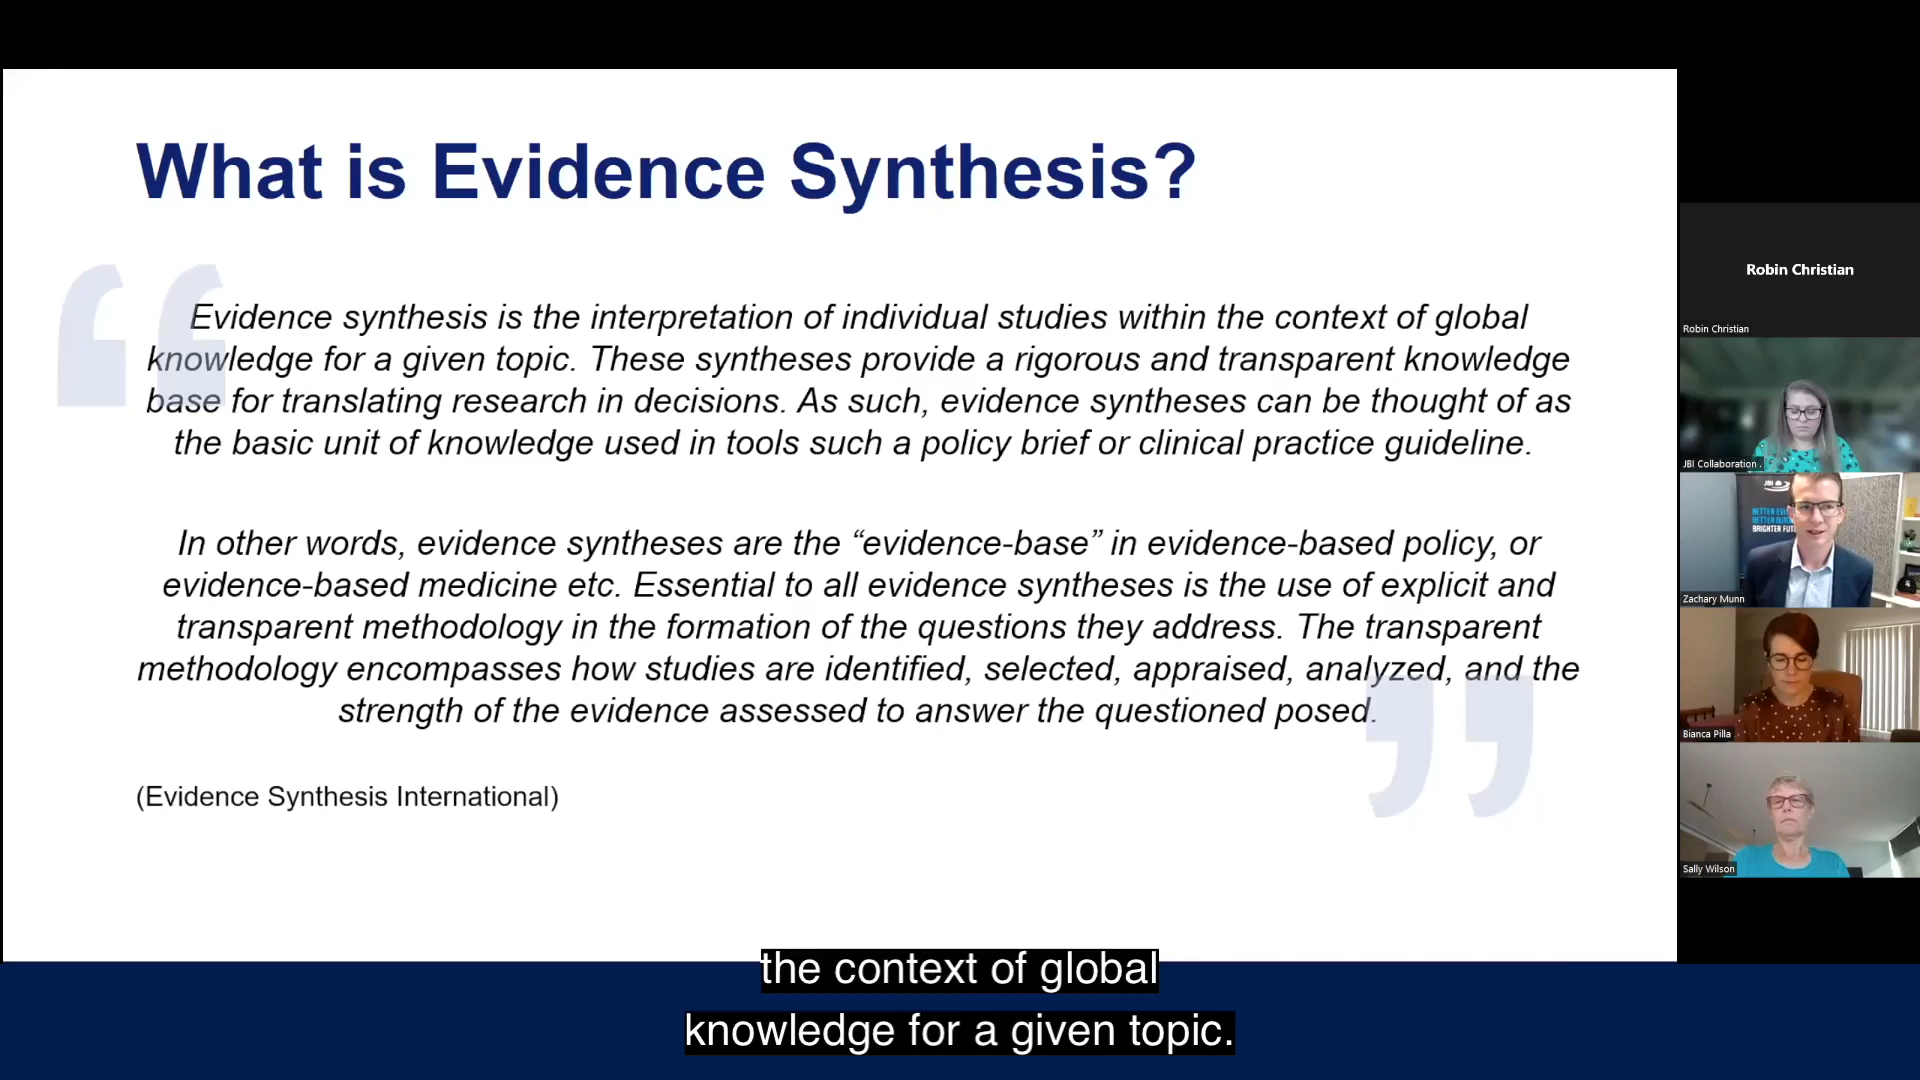 What is Evidence Synthesis?
Evidence synthesis is the interpretation of individual studies within the context of global
knowledge for a given topic. These syntheses provide a rigorous and transparent knowledge
base for translating research in decisions. As such, evidence syntheses can be thought of as
the basic unit of knowledge used in tools such a policy brief or clinical practice guideline.
In other words, evidence syntheses are the “evidence-base” in evidence-based policy, or
evidence-based medicine etc. Essential to all evidence syntheses is the use of explicit and
transparent methodology in the formation of the questions they address. The transparent
methodology encompasses how studies are identified, selected, appraised, analyzed, and the
strength of the evidence assessed to answer the questioned posed.
(Evidence Synthesis International)
the context of global
knowledge for a given topic.
Robin Christian
Robin Christian
JBI Collaboration .
JBI
BETTER
BETTER
BRIGHTER
Zachary Munn
Bianca Pilla
Sally Wilson